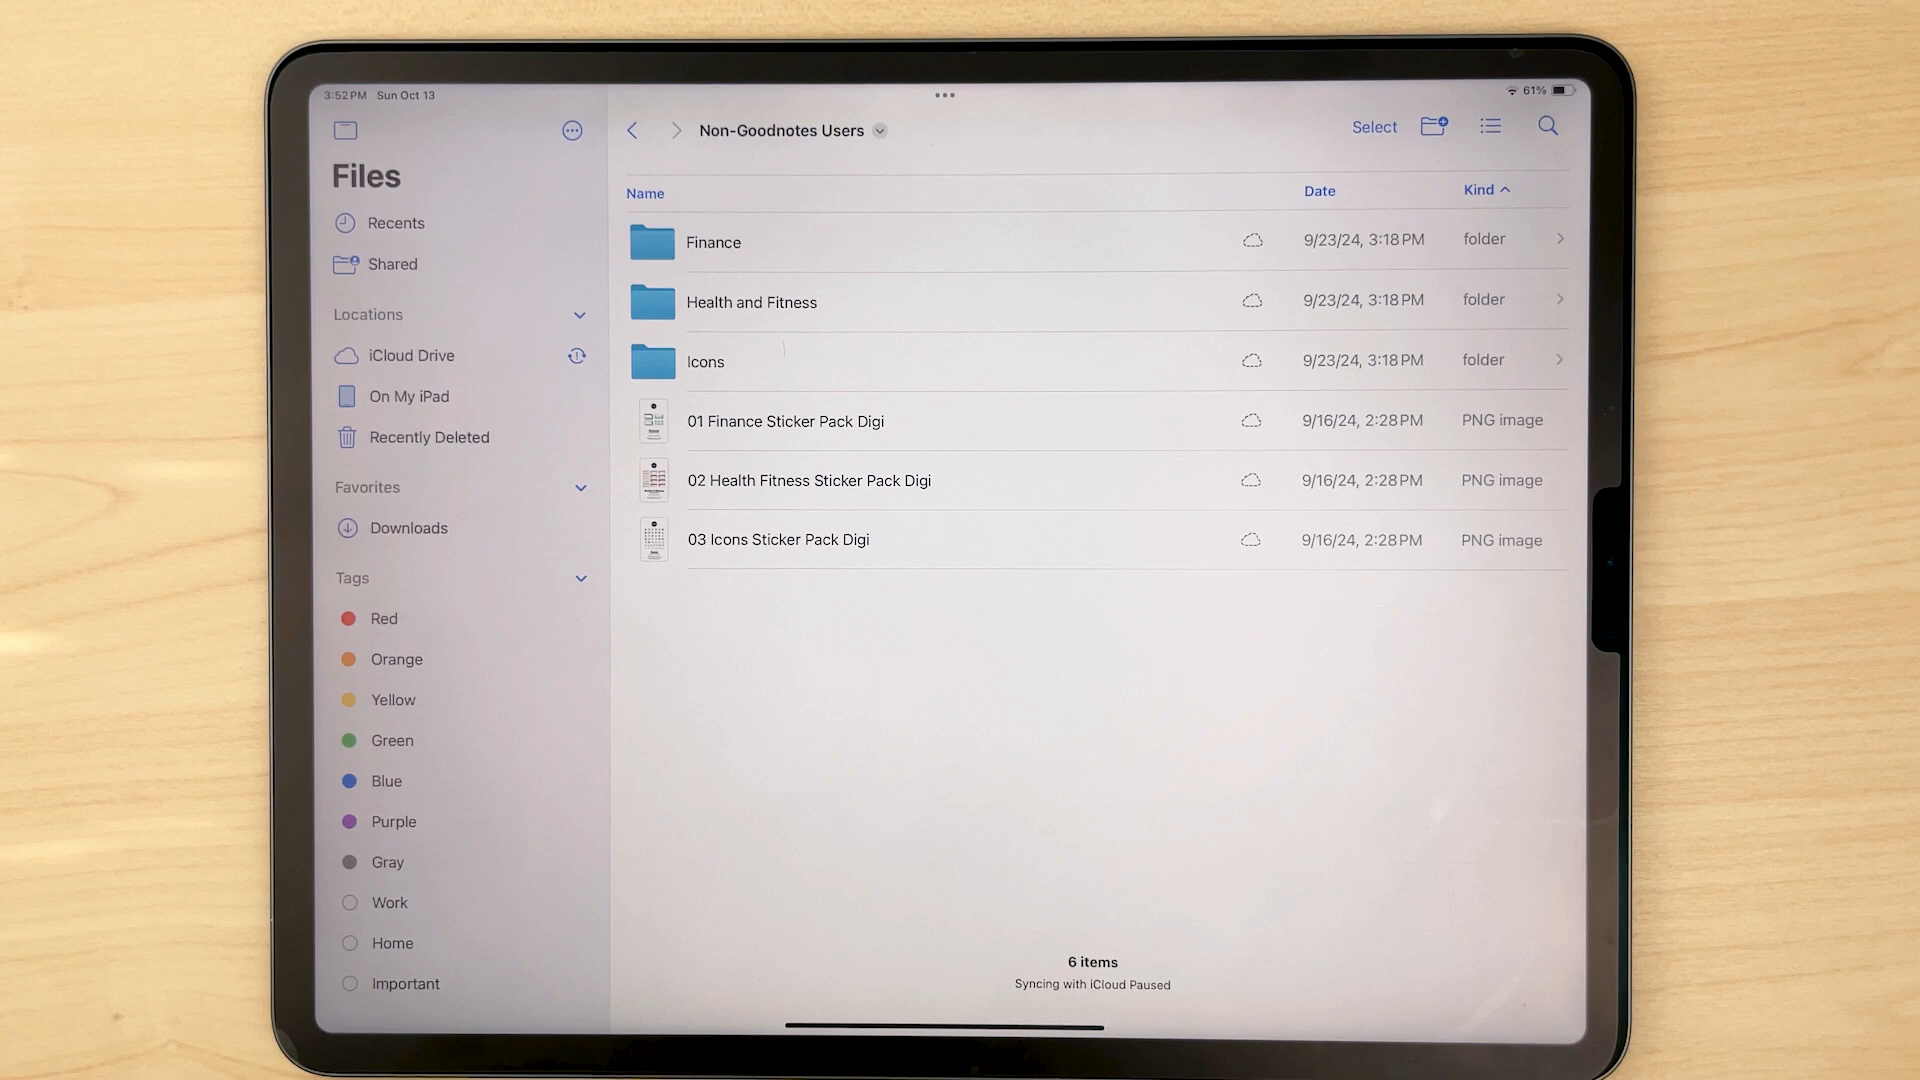 3:52 PM Sun Oct 13
61%
Files
Recents
Shared
Locations
iCloud Drive
On My iPad
Recently Deleted
Favorites
Downloads
Tags
Red
Orange
Yellow
Green
Blue
Purple
Gray
Work
Home
Important
Non-Goodnotes Users
Select
Name Date Kind
Finance 9/23/24, 3:18 PM folder
Health and Fitness 9/23/24, 3:18 PM folder
Icons 9/23/24, 3:18 PM folder
01 Finance Sticker Pack Digi 9/16/24, 2:28 PM PNG image
02 Health Fitness Sticker Pack Digi 9/16/24, 2:28 PM PNG image
03 Icons Sticker Pack Digi 9/16/24, 2:28 PM PNG image
6 items
Syncing with iCloud Paused